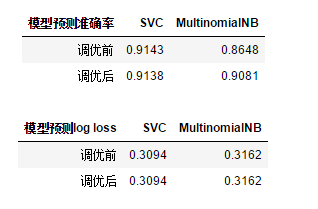 模型预测准确率 SVC MultinomialNB
调优前 0.9143 0.8648
调优后 0.9138 0.9081
模型预测log loss SVC MultinomialNB
调优前 0.3094 0.3162
调优后 0.3094 0.3162